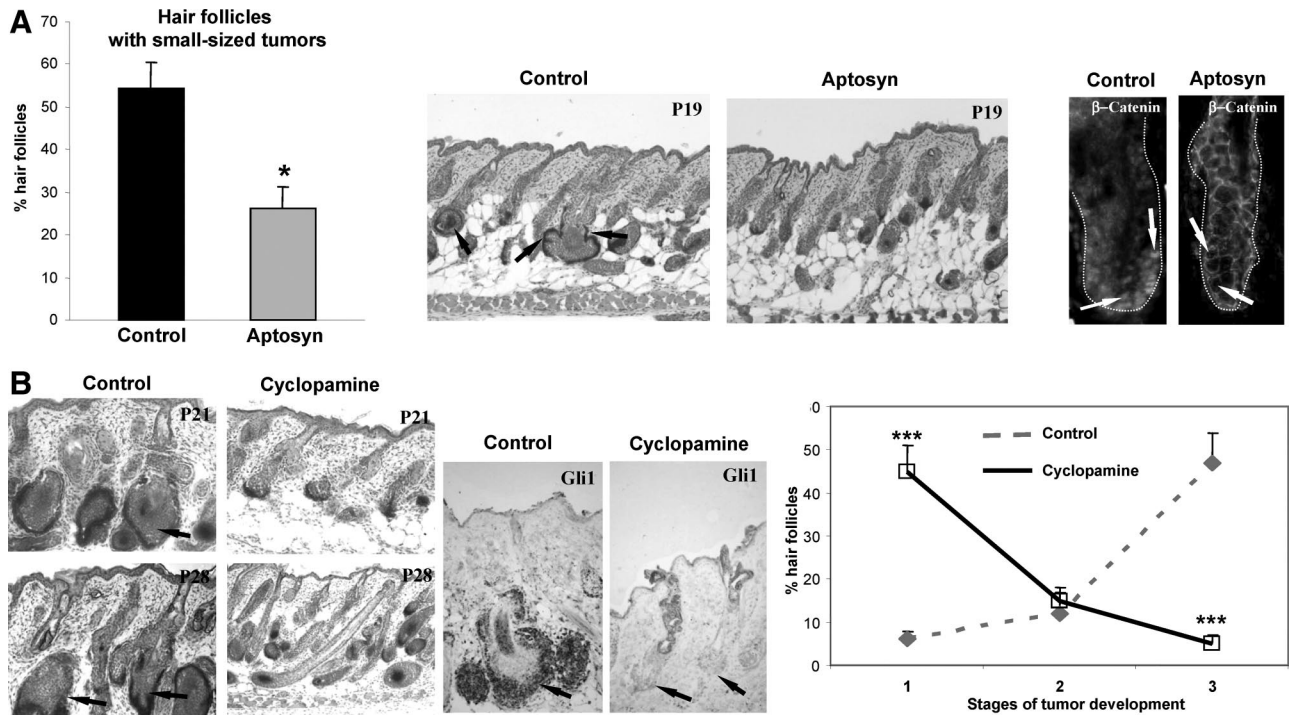 A
Hair follicles
with small-sized tumors
% hair follicles
70
60
50
40
30
20
10
0
Control
Aptosyn
*
Control
P19
Aptosyn
P19
Control
β–Catenin
Aptosyn
β–Catenin
B
Control
P21
P28
Cyclopamine
P21
P28
Control
Gli1
Cyclopamine
Gli1
% hair follicles
50
40
30
20
10
0
***
Control
Cyclopamine
***
1
2
3
Stages of tumor development